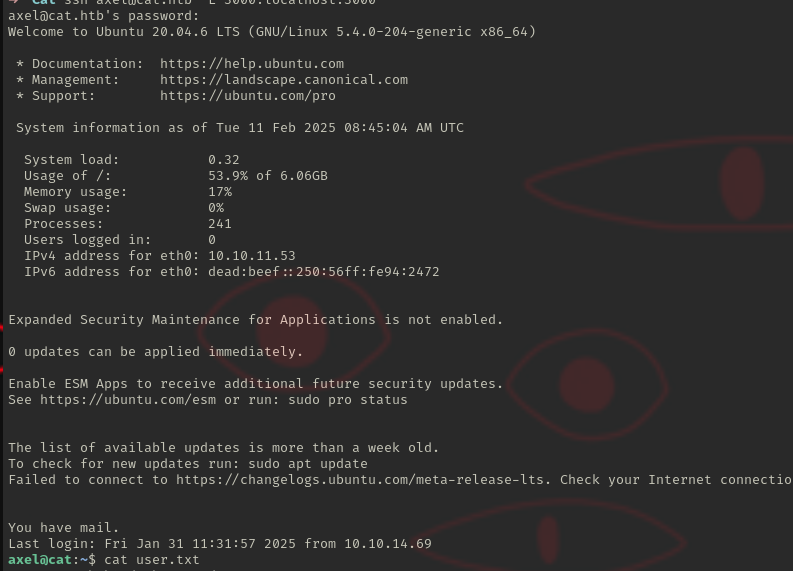 Cat ssh axel@cat.htb -L 3000:localhost:3000
axel@cat.htb's password:
Welcome to Ubuntu 20.04.6 LTS (GNU/Linux 5.4.0-204-generic x86_64)
* Documentation:  https://help.ubuntu.com
* Management:     https://landscape.canonical.com
* Support:        https://ubuntu.com/pro
System information as of Tue 11 Feb 2025 08:45:04 AM UTC
System load:           0.32
Usage of /:            53.9% of 6.06GB
Memory usage:          17%
Swap usage:            0%
Processes:             241
Users logged in:       0
IPv4 address for eth0: 10.10.11.53
IPv6 address for eth0: dead:beef::250:56ff:fe94:2472
Expanded Security Maintenance for Applications is not enabled.
0 updates can be applied immediately.
Enable ESM Apps to receive additional future security updates.
See https://ubuntu.com/esm or run: sudo pro status
The list of available updates is more than a week old.
To check for new updates run: sudo apt update
Failed to connect to https://changelogs.ubuntu.com/meta-release-lts. Check your Internet connectio
You have mail.
Last login: Fri Jan 31 11:31:57 2025 from 10.10.14.69
axel@cat:~$ cat user.txt